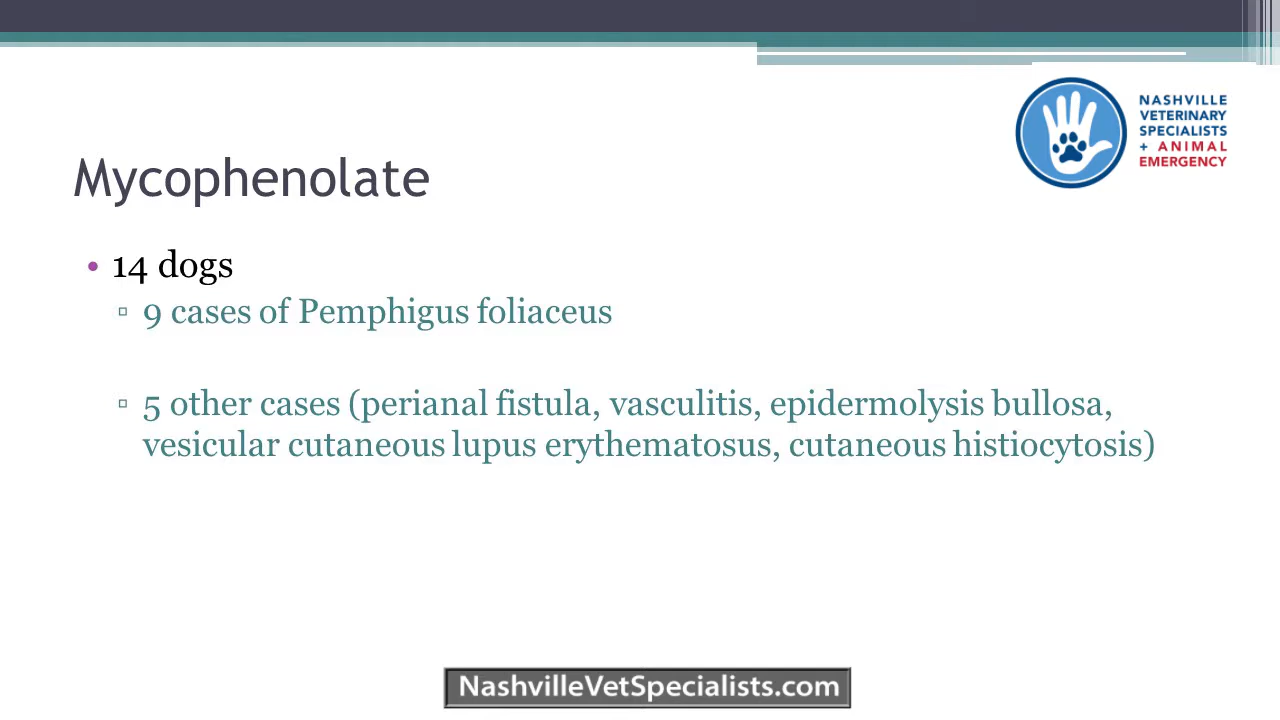 NASHVILLE
VETERINARY
SPECIALISTS
+ ANIMAL
EMERGENCY
Mycophenolate
• 14 dogs
▫ 9 cases of Pemphigus foliaceus
▫ 5 other cases (perianal fistula, vasculitis, epidermolysis bullosa,
vesicular cutaneous lupus erythematosus, cutaneous histiocytosis)
NashvilleVetSpecialists.com